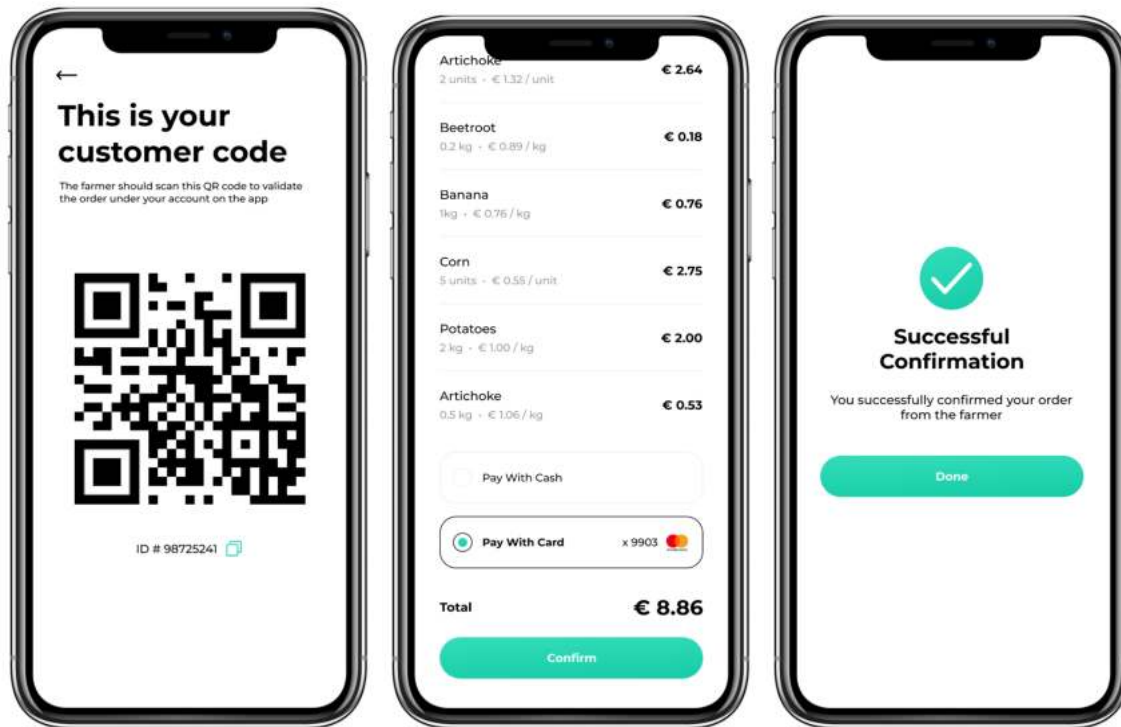 This is your
customer code
The farmer should scan this QR code to validate
the order under your account on the app
ID # 98725241
Artichoke € 2.64
2 units - € 1.32 / unit
Beetroot € 0.18
0.2 kg - € 0.89 / kg
Banana € 0.76
1kg - € 0.76 / kg
Corn € 2.75
5 units - € 0.55 / unit
Potatoes € 2.00
2 kg - € 1.00 / kg
Artichoke € 0.53
0.5 kg - € 1.06 / kg
Pay With Cash
Pay With Card x 9903
Total € 8.86
Confirm
Successful
Confirmation
You successfully confirmed your order
from the farmer
Done